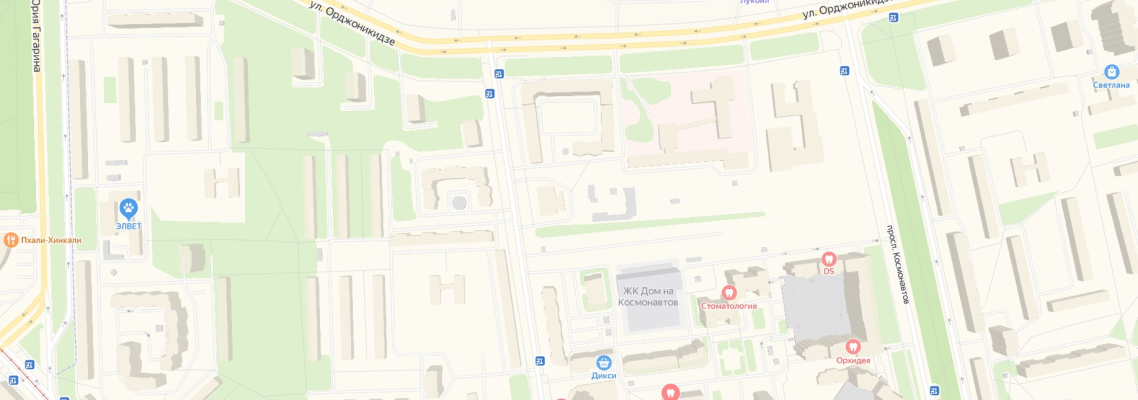 Юрия Гагарина
ул. Орджоникидзе
Лукойл
ул. Орджоникидзе
Светлана
ЭЛВЕТ
Пхали-Хинкали
просп. Космонавтов
DS
ЖК Дом на
Космонавтов
Стоматология
Орхидея
Дикси